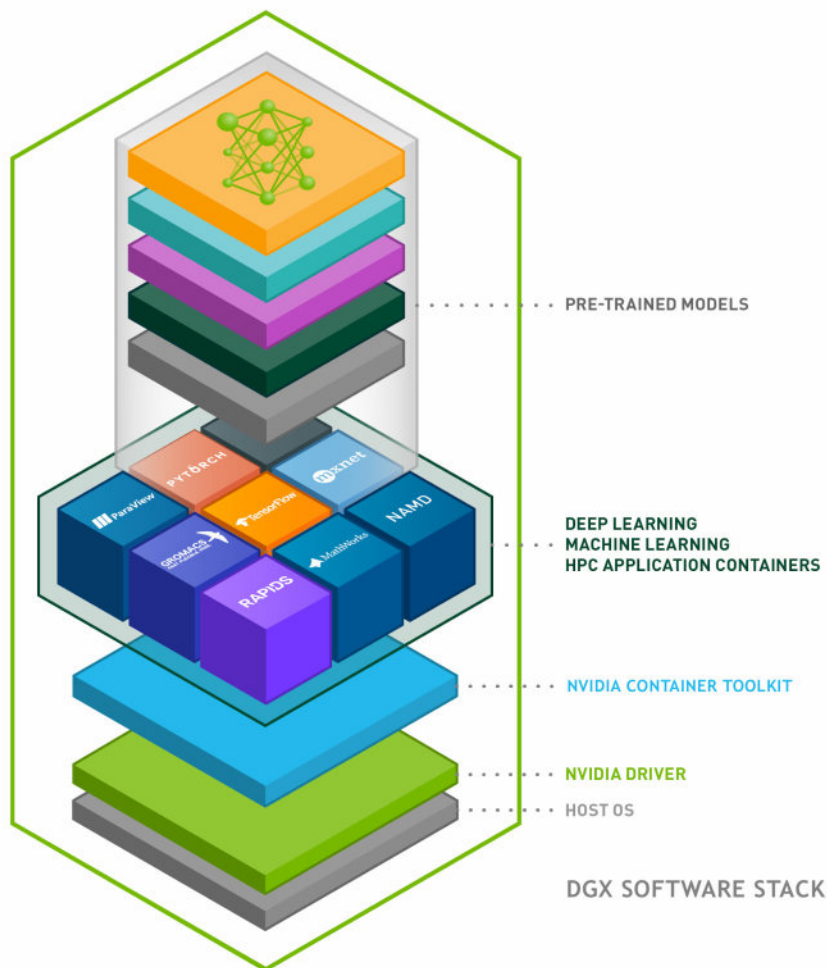 PRE-TRAINED MODELS
PYTORCH
mxnet
ParaView
TensorFlow
NAMD
GROMACS
MathWorks
RAPIDS
DEEP LEARNING
MACHINE LEARNING
HPC APPLICATION CONTAINERS
NVIDIA CONTAINER TOOLKIT
NVIDIA DRIVER
HOST OS
DGX SOFTWARE STACK